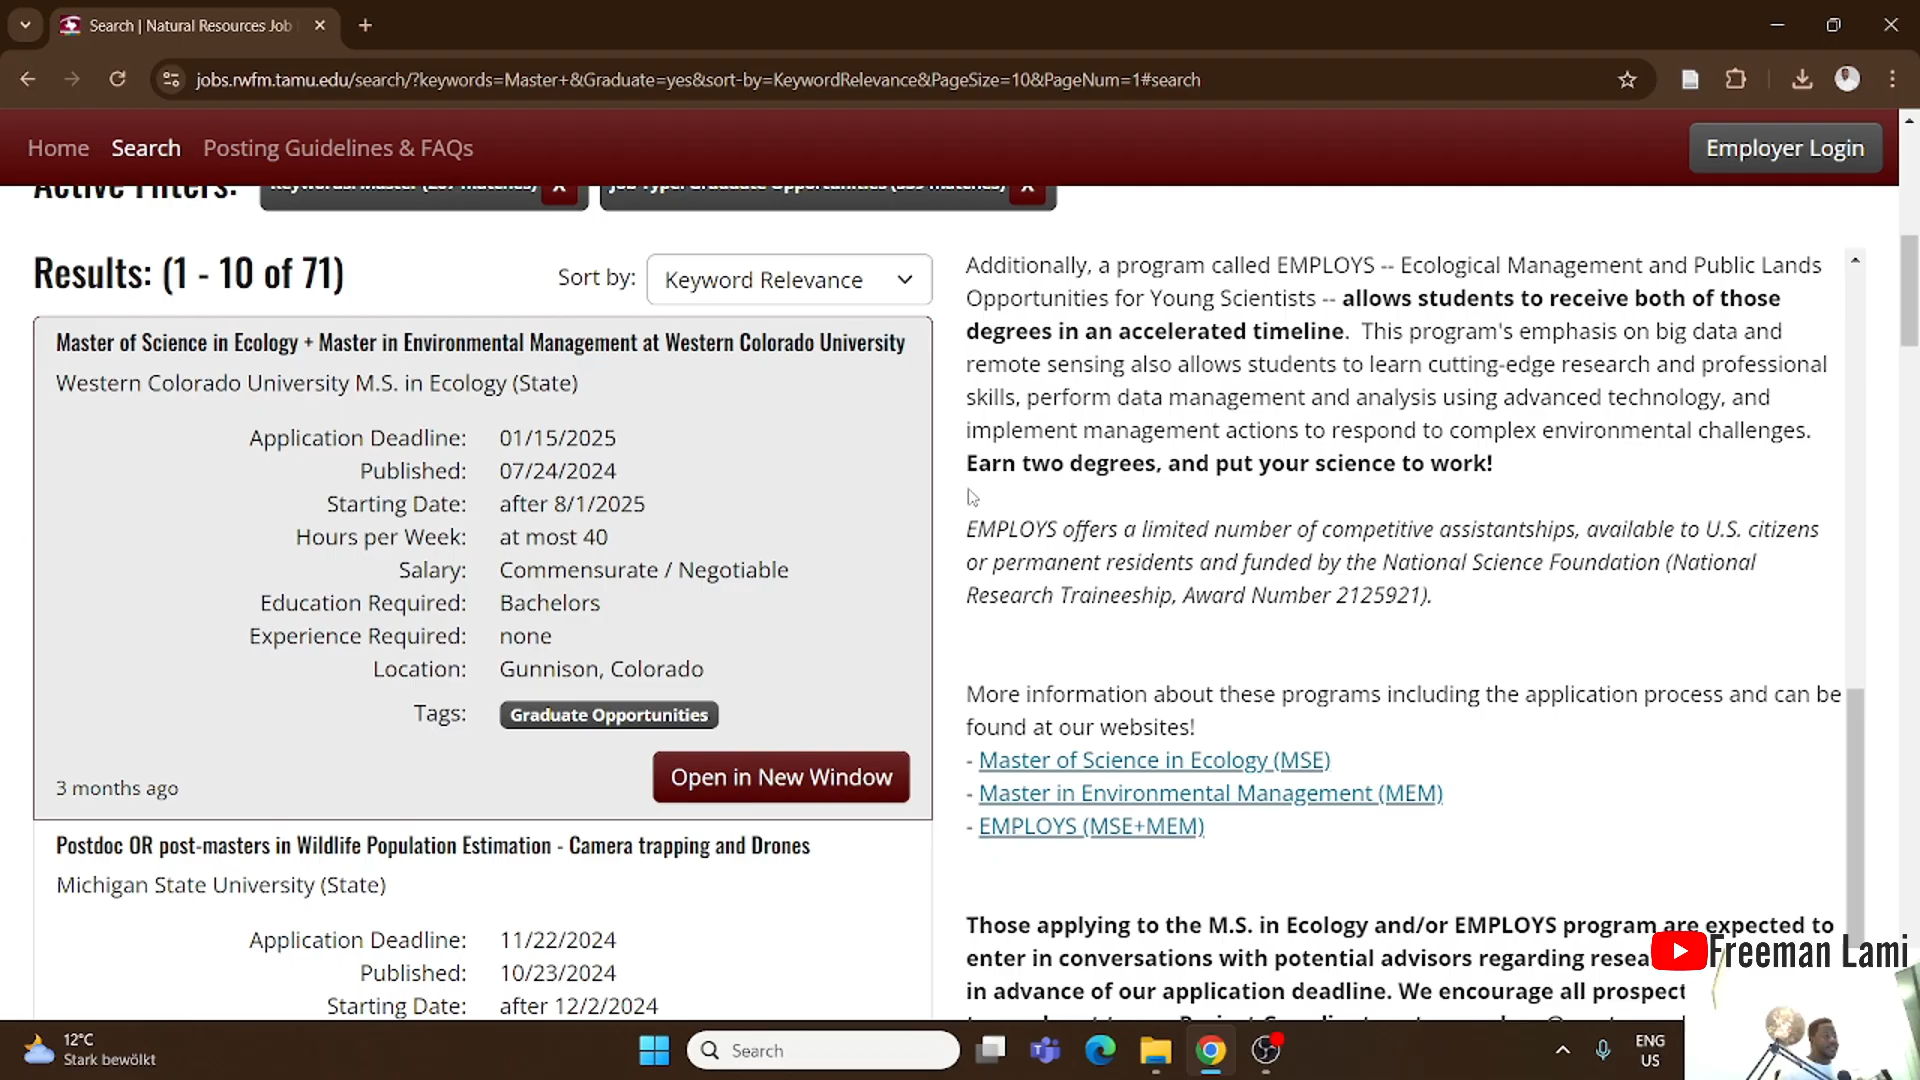 Search | Natural Resources Job
jobs.rwfm.tamu.edu/search/?keywords=Master+&Graduate=yes&sort-by=KeywordRelevance&PageSize=10&PageNum=1#search
Home Search Posting Guidelines & FAQs Employer Login
Active Filters: Keywords: Master (207 matches) X Job Type: Graduate Opportunities (339 matches) X
Results: (1 - 10 of 71) Sort by: Keyword Relevance
Master of Science in Ecology + Master in Environmental Management at Western Colorado University
Western Colorado University M.S. in Ecology (State)
Application Deadline: 01/15/2025
Published: 07/24/2024
Starting Date: after 8/1/2025
Hours per Week: at most 40
Salary: Commensurate / Negotiable
Education Required: Bachelors
Experience Required: none
Location: Gunnison, Colorado
Tags: Graduate Opportunities
3 months ago Open in New Window
Postdoc OR post-masters in Wildlife Population Estimation - Camera trapping and Drones
Michigan State University (State)
Application Deadline: 11/22/2024
Published: 10/23/2024
Starting Date: after 12/2/2024
Additionally, a program called EMPLOYS -- Ecological Management and Public Lands
Opportunities for Young Scientists -- allows students to receive both of those
degrees in an accelerated timeline. This program's emphasis on big data and
remote sensing also allows students to learn cutting-edge research and professional
skills, perform data management and analysis using advanced technology, and
implement management actions to respond to complex environmental challenges.
Earn two degrees, and put your science to work!
EMPLOYS offers a limited number of competitive assistantships, available to U.S. citizens
or permanent residents and funded by the National Science Foundation (National
Research Traineeship, Award Number 2125921).
More information about these programs including the application process and can be
found at our websites!
- Master of Science in Ecology (MSE)
- Master in Environmental Management (MEM)
- EMPLOYS (MSE+MEM)
Those applying to the M.S. in Ecology and/or EMPLOYS program are expected to
enter in conversations with potential advisors regarding resea
in advance of our application deadline. We encourage all prospect
Freeman Lami
12°C
Stark bewölkt
Search
ENG
US